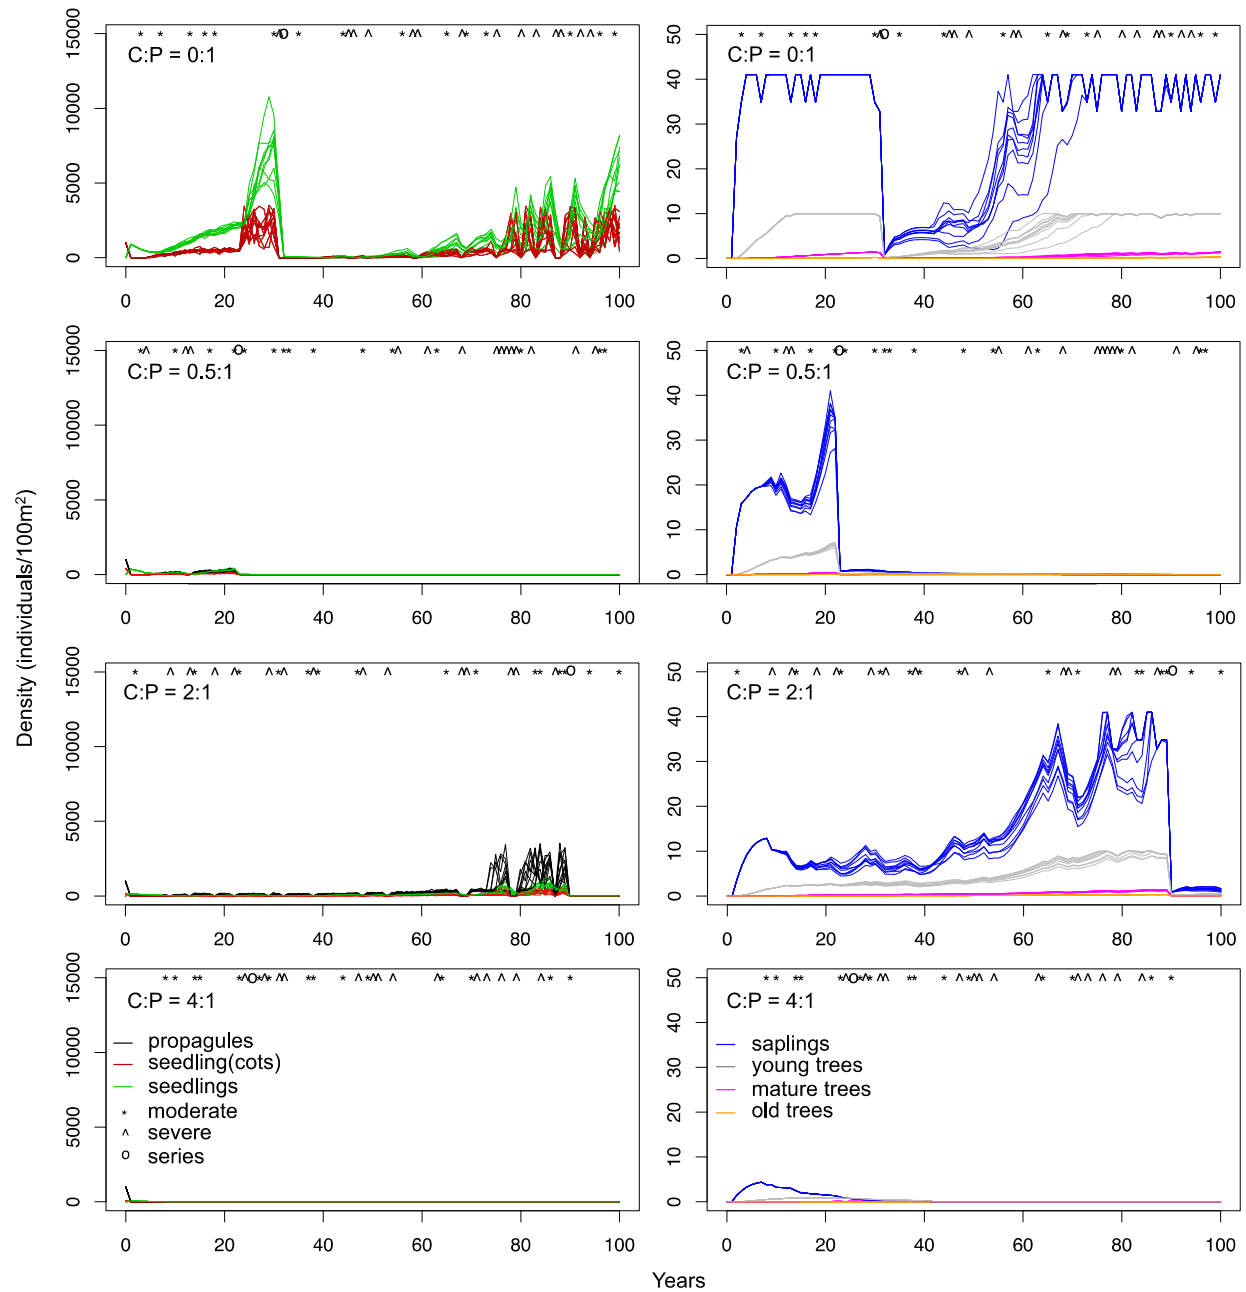 C:P = 0:1
15000
10000
5000
0
0 20 40 60 80 100
C:P = 0:1
50
40
30
20
10
0
0 20 40 60 80 100
C:P = 0.5:1
15000
10000
5000
0
0 20 40 60 80 100
C:P = 0.5:1
50
40
30
20
10
0
0 20 40 60 80 100
Density (individuals/100m²)
C:P = 2:1
15000
10000
5000
0
0 20 40 60 80 100
C:P = 2:1
50
40
30
20
10
0
0 20 40 60 80 100
C:P = 4:1
15000
10000
5000
0
propagules
seedling(cots)
seedlings
* moderate
^ severe
o series
0 20 40 60 80 100
C:P = 4:1
50
40
30
20
10
0
saplings
young trees
mature trees
old trees
0 20 40 60 80 100
Years